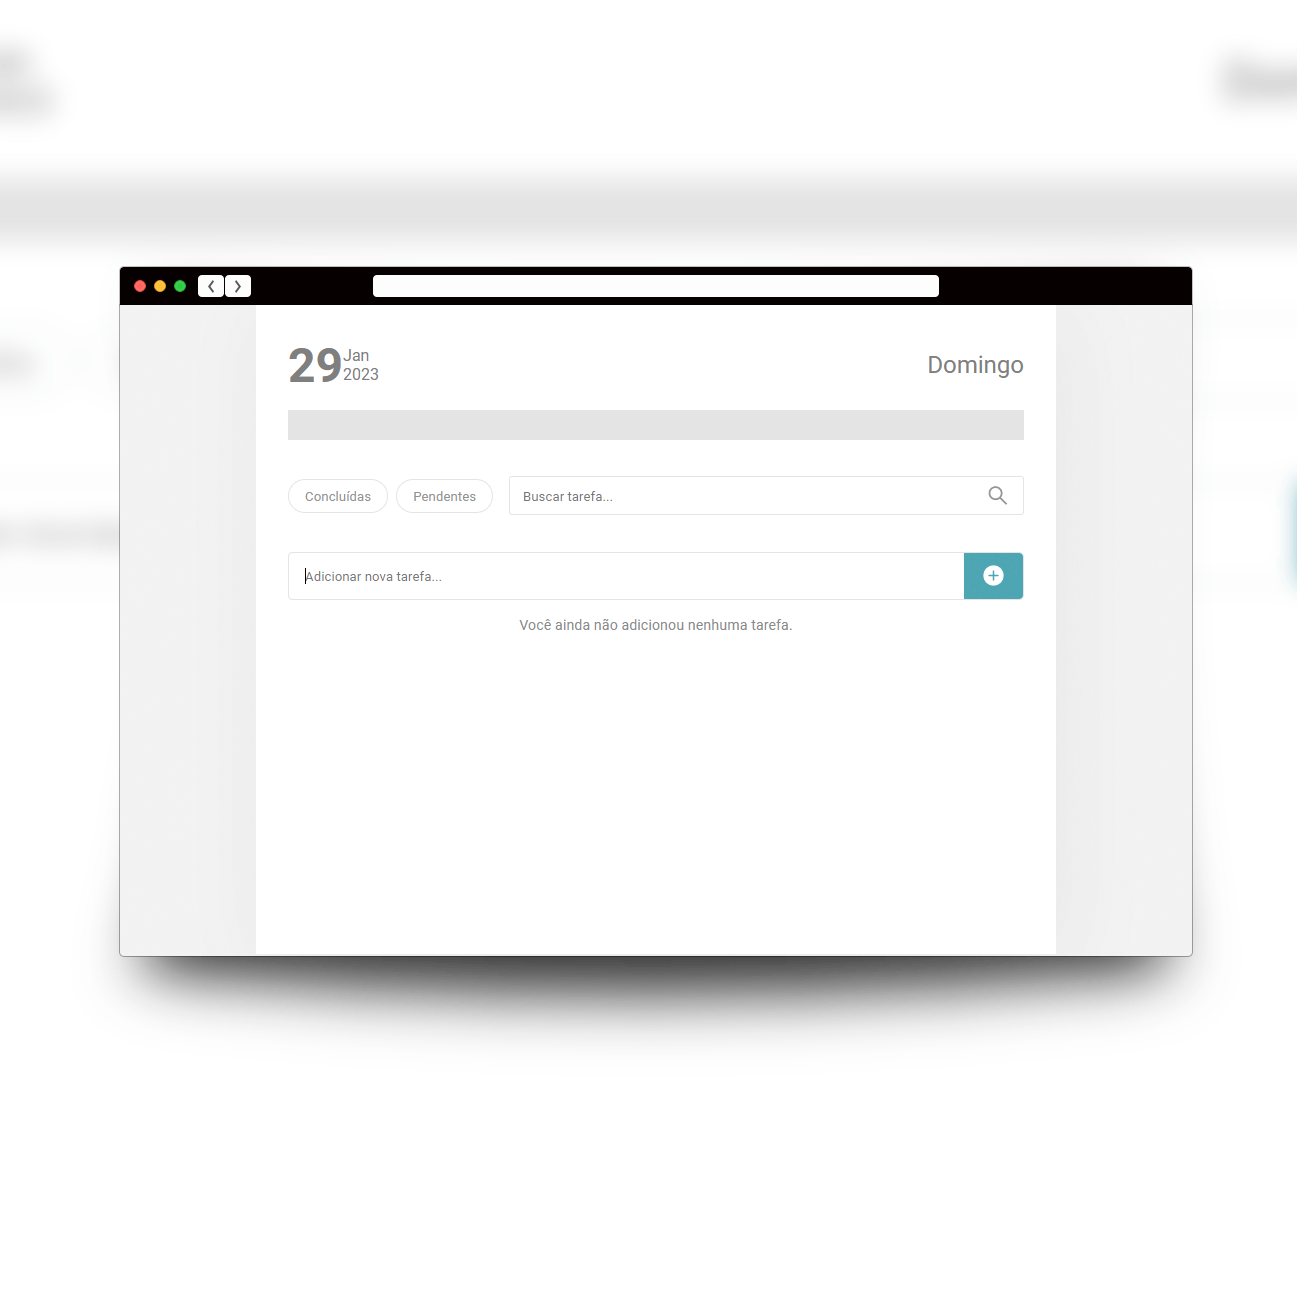 29
Jan
2023
Domingo
Concluídas
Pendentes
Buscar tarefa...
Adicionar nova tarefa...
Você ainda não adicionou nenhuma tarefa.